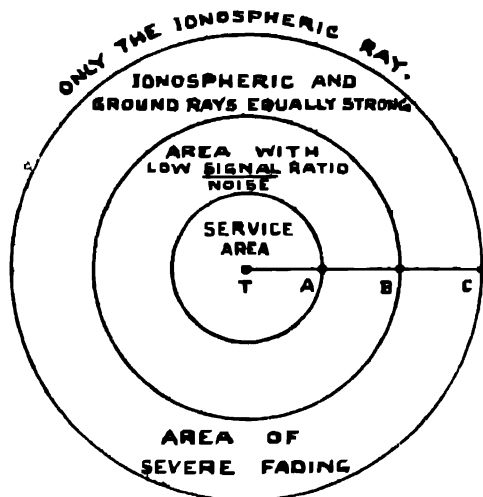 ONLY THE IONOSPHERIC RAY.
IONOSPHERIC AND
GROUND RAYS EQUALLY STRONG
AREA WITH
LOW SIGNAL RATIO
NOISE
SERVICE
AREA
T A B C
AREA OF
SEVERE FADING